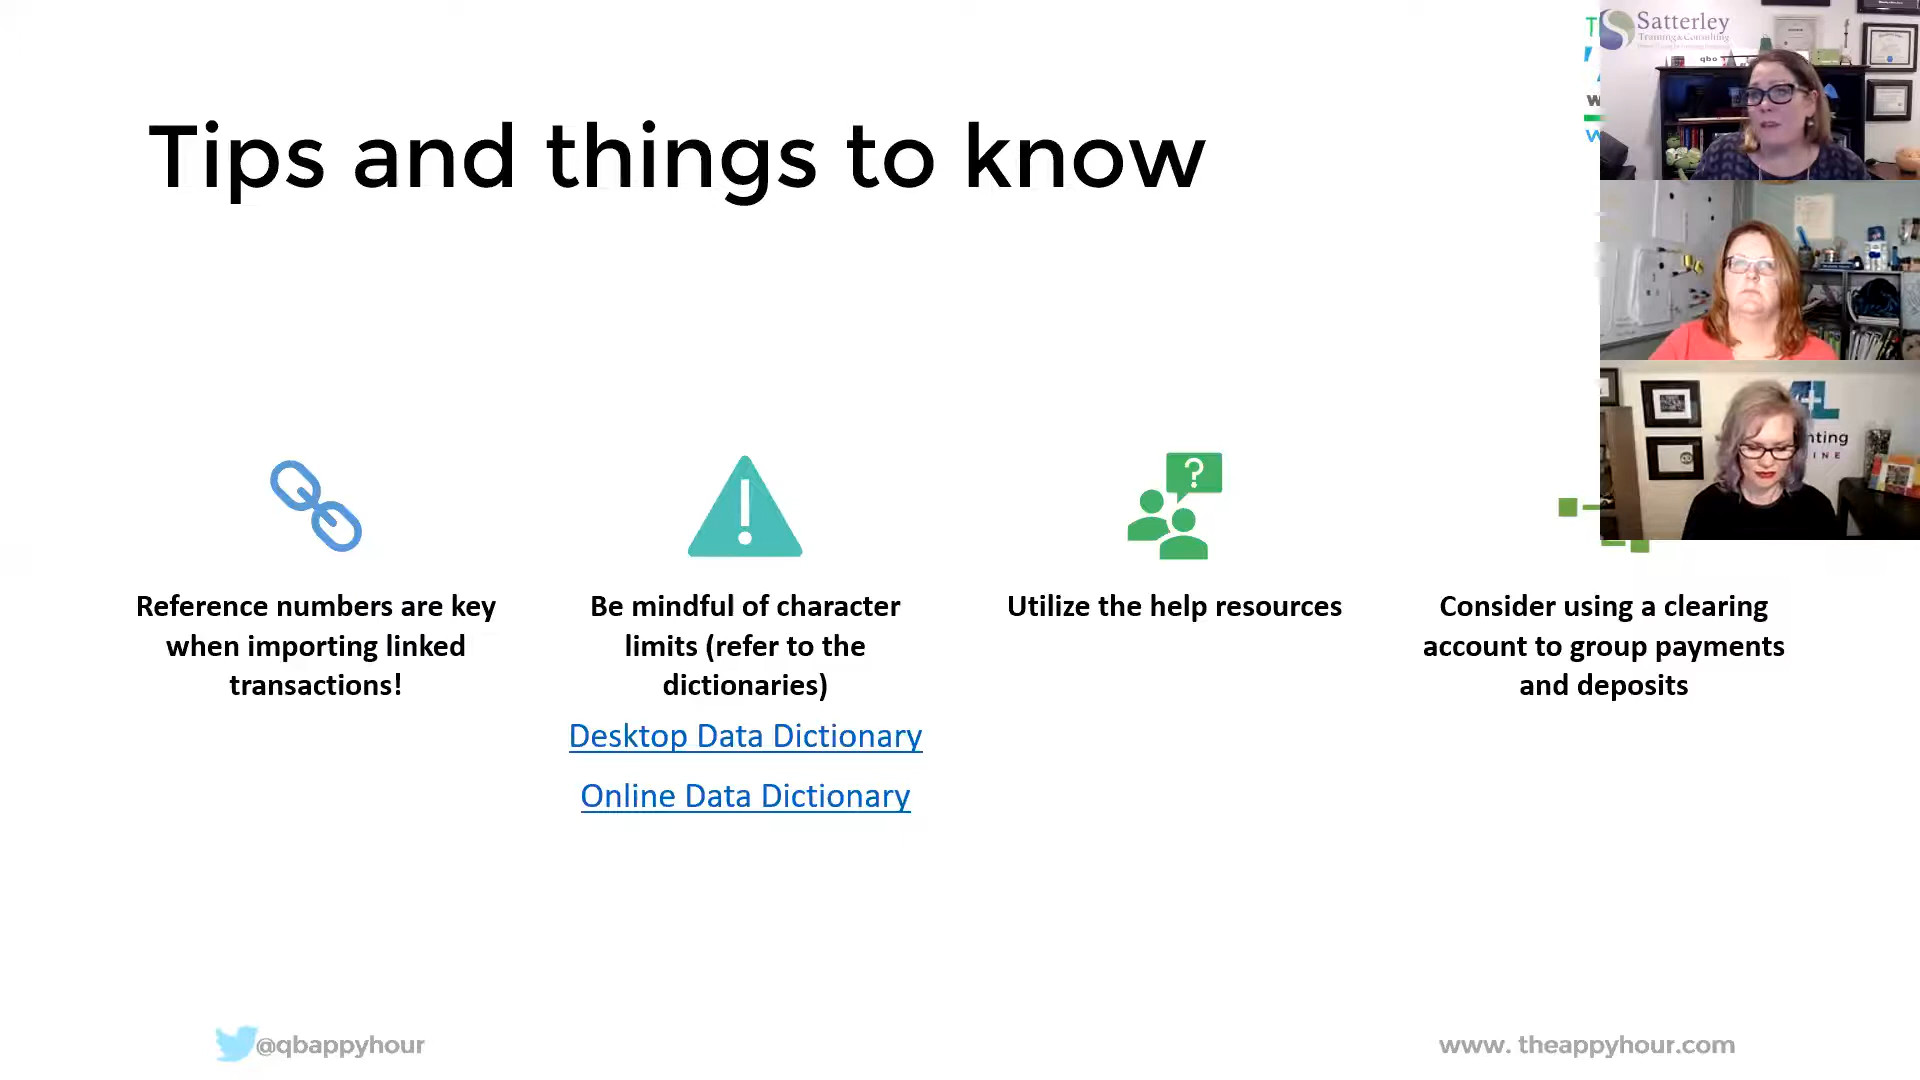 Tips and things to know
Satterley
Training & Consulting
qbo
Reference numbers are key
when importing linked
transactions!
Be mindful of character
limits (refer to the
dictionaries)
Desktop Data Dictionary
Online Data Dictionary
?
Utilize the help resources
Consider using a clearing
account to group payments
and deposits
@qbappyhour
www. theappyhour.com